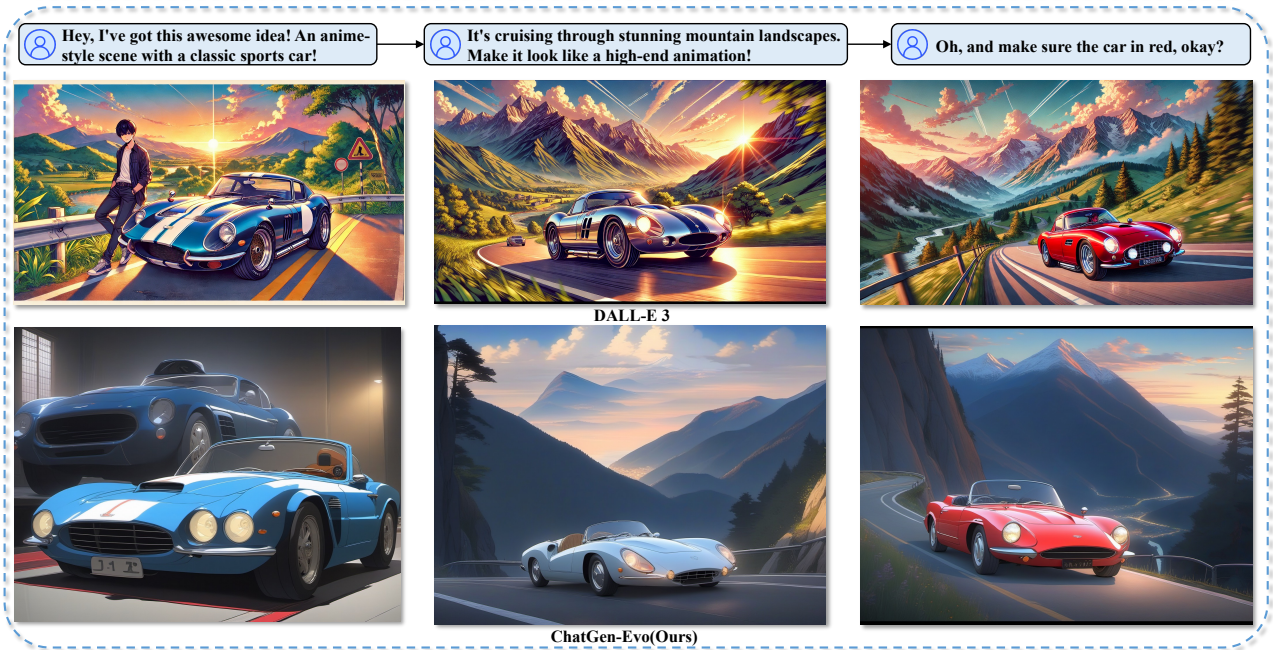 Hey, I've got this awesome idea! An anime-
style scene with a classic sports car!
It's cruising through stunning mountain landscapes.
Make it look like a high-end animation!
Oh, and make sure the car in red, okay?
DALL-E 3
ChatGen-Evo(Ours)